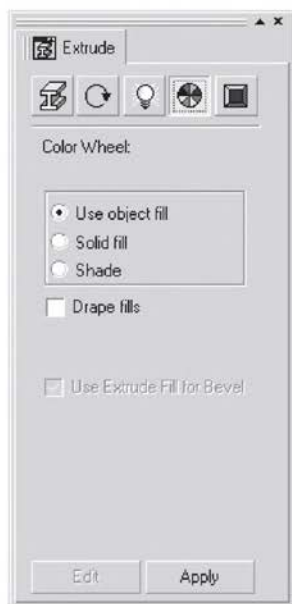 Extrude
Color Wheel:
Use object fill
Solid fill
Shade
Drape fills
Use Extrude Fill for Bevel
Edit Apply